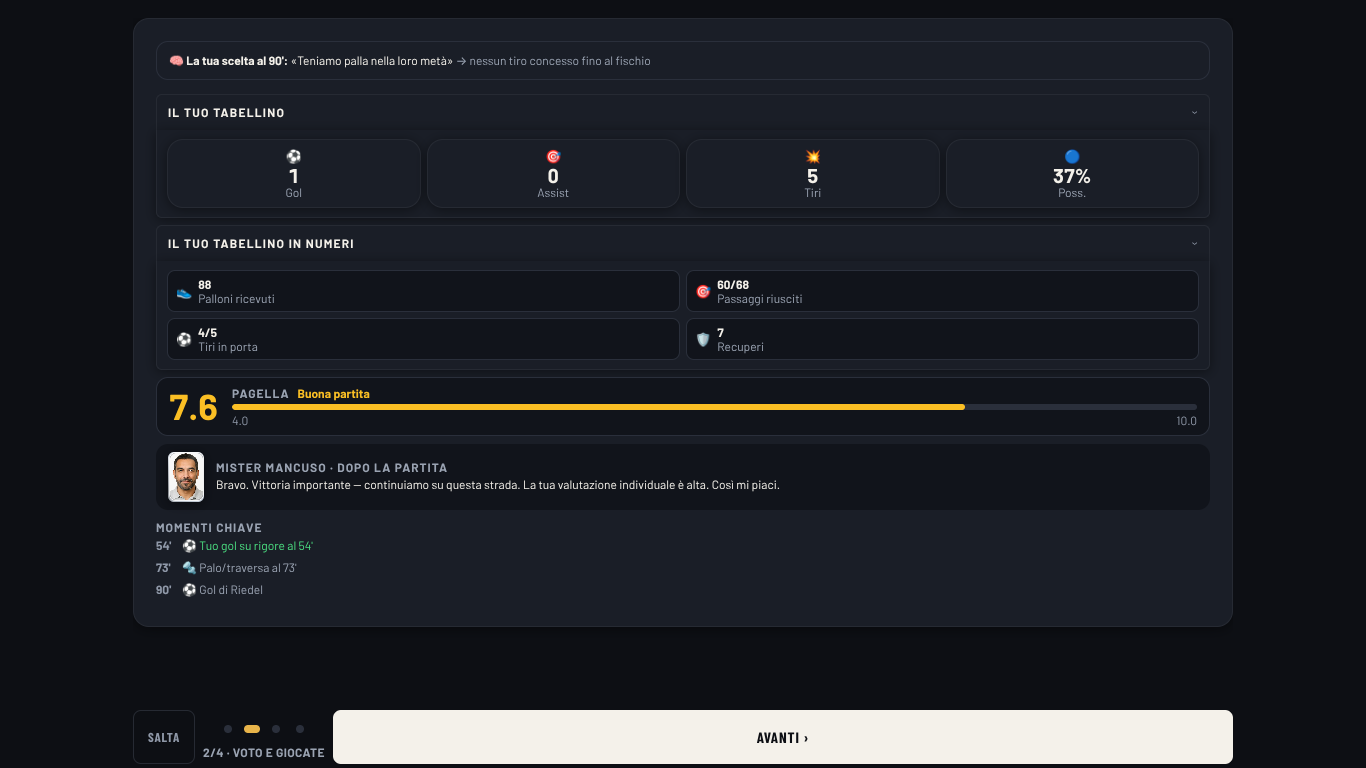 🧠 La tua scelta al 90': «Teniamo palla nella loro metà» → nessun tiro concesso fino al fischio
IL TUO TABELLINO
1
Gol
0
Assist
5
Tiri
37%
Poss.
IL TUO TABELLINO IN NUMERI
88
Palloni ricevuti
60/68
Passaggi riusciti
4/5
Tiri in porta
7
Recuperi
7.6
PAGELLA Buona partita
4.0
10.0
MISTER MANCUSO · DOPO LA PARTITA
Bravo. Vittoria importante — continuiamo su questa strada. La tua valutazione individuale è alta. Così mi piaci.
MOMENTI CHIAVE
54' ⚽ Tuo gol su rigore al 54'
73' 🔩 Palo/traversa al 73'
90' ⚽ Gol di Riedel
SALTA
2/4 · VOTO E GIOCATE
AVANTI ›